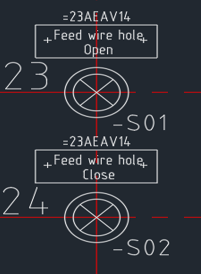 =23AEAV14
Feed wire hole
Open
23
-S01
=23AEAV14
Feed wire hole
Close
24
-S02